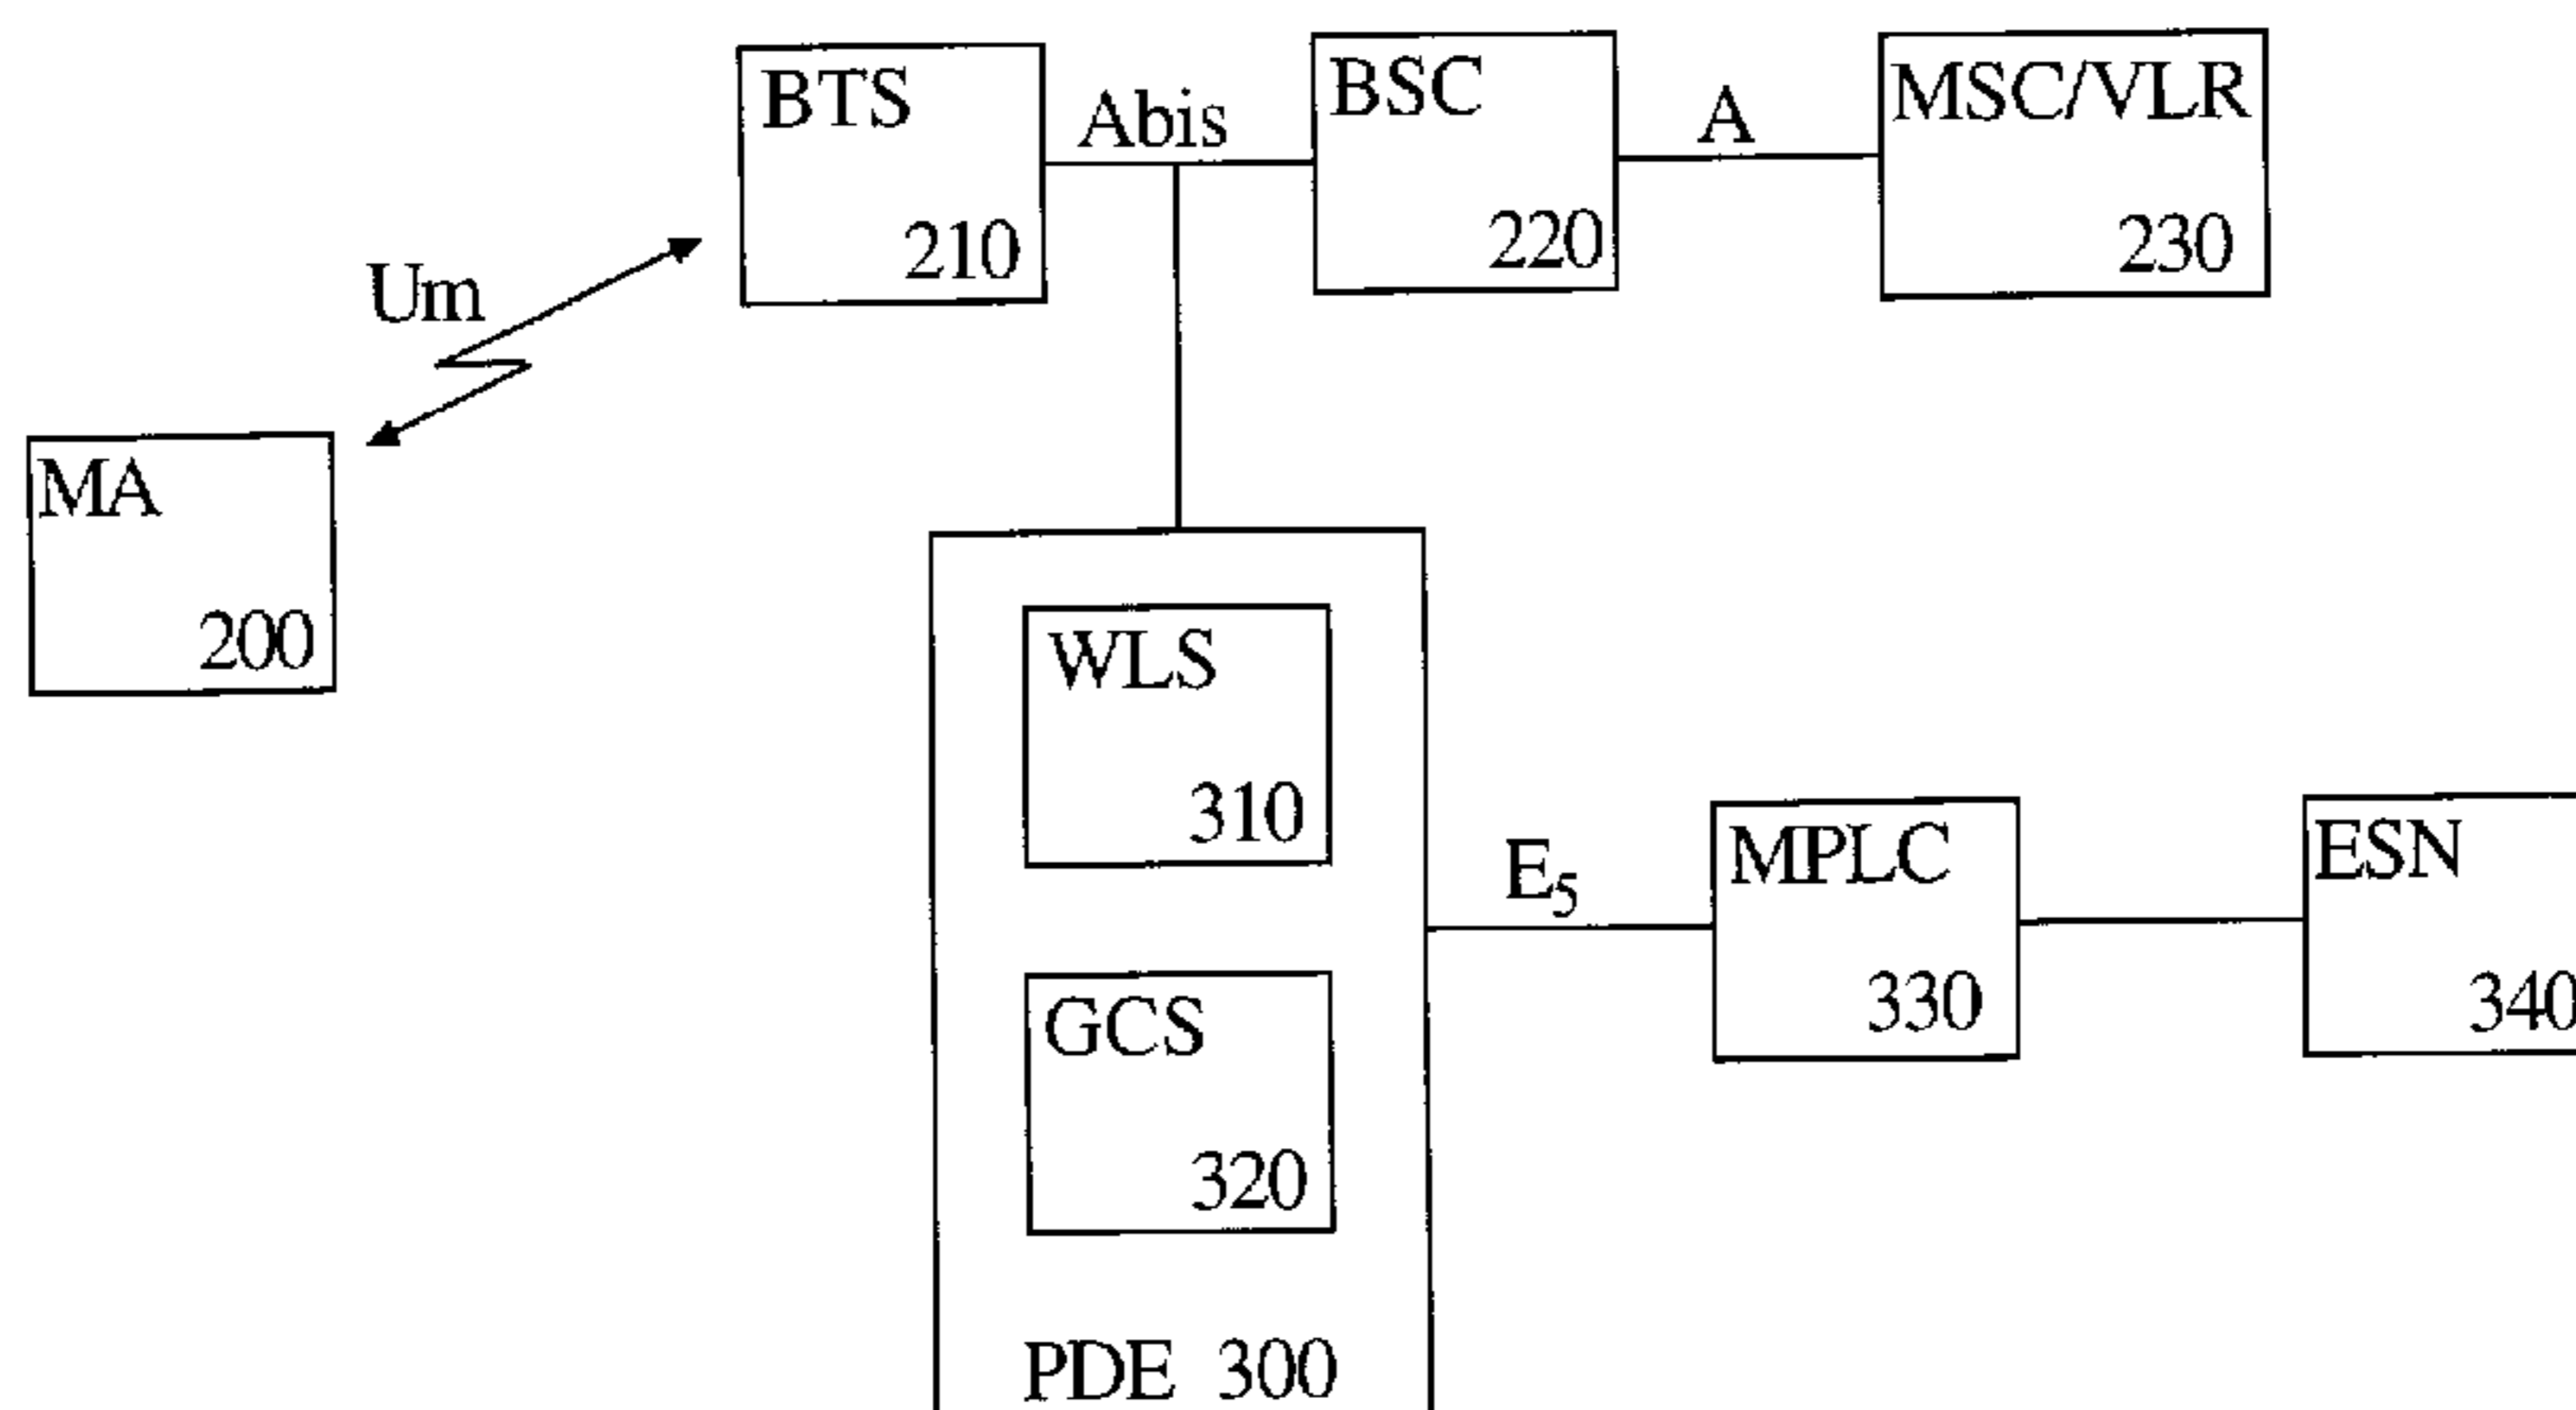 BTS
210
Abis
BSC
220
A
MSC/VLR
230
Um
MA
200
WLS
310
GCS
320
PDE 300
E5
MPLC
330
ESN
340